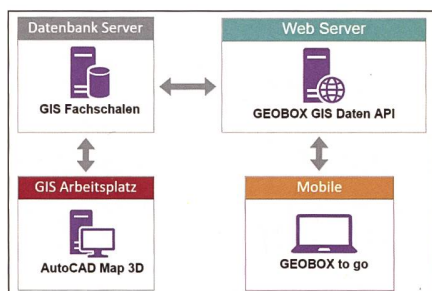 Datenbank Server
GIS Fachschalen
Web Server
GEOBOX GIS Daten API
GIS Arbeitsplatz
AutoCAD Map 3D
Mobile
GEOBOX to go